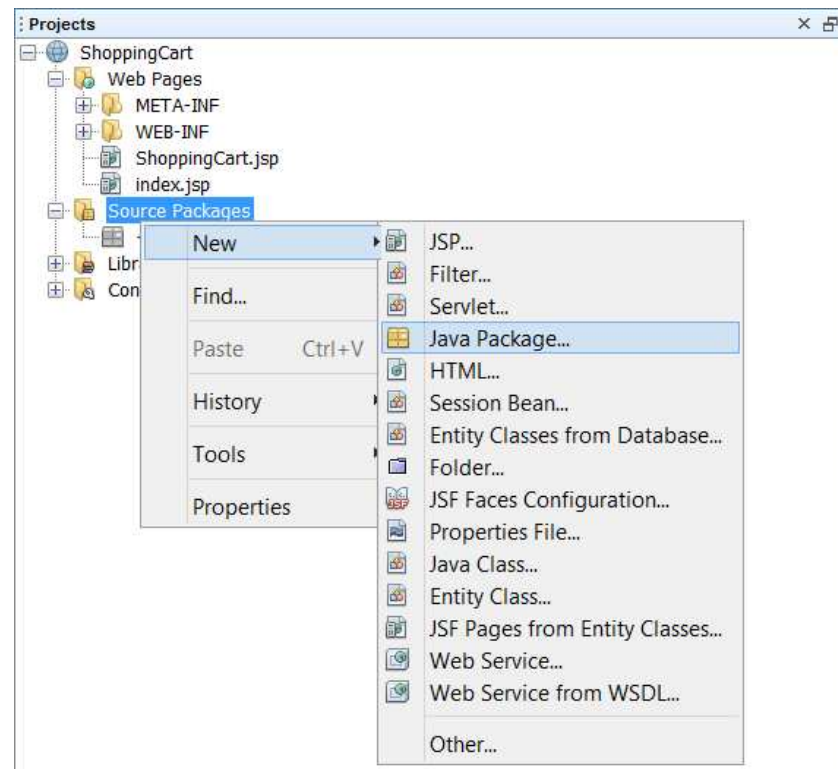 Projects
ShoppingCart
Web Pages
META-INF
WEB-INF
ShoppingCart.jsp
index.jsp
Source Packages
New
JSP...
Filter...
Libr
Servlet...
Con
Find...
Java Package...
Paste Ctrl+V
HTML...
History
Session Bean...
Entity Classes from Database...
Tools
Folder...
JSF Faces Configuration...
Properties
Properties File...
Java Class...
Entity Class...
JSF Pages from Entity Classes...
Web Service...
Web Service from WSDL...
Other...